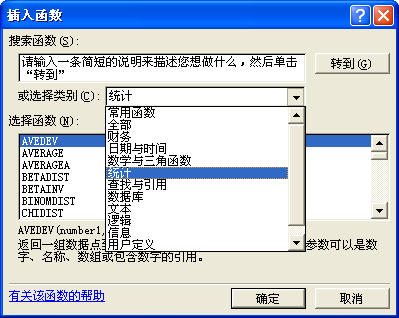 插入函数
搜索函数(S):
请输入一条简短的说明来描述您想做什么，然后单击
“转到”
转到(G)
或选择类别(C):
统计
常用函数
全部
财务
日期与时间
数学与三角函数
统计
查找与引用
数据库
文本
逻辑
信息
用户定义
选择函数(N):
AVEDEV
AVERAGE
AVERAGEA
BETADIST
BETAINV
BINOMDIST
CHIDIST
AVEDEV(number1,
返回一组数据点到
参数可以是数
字、名称、数组或包含数字的引用。
有关该函数的帮助
确定
取消